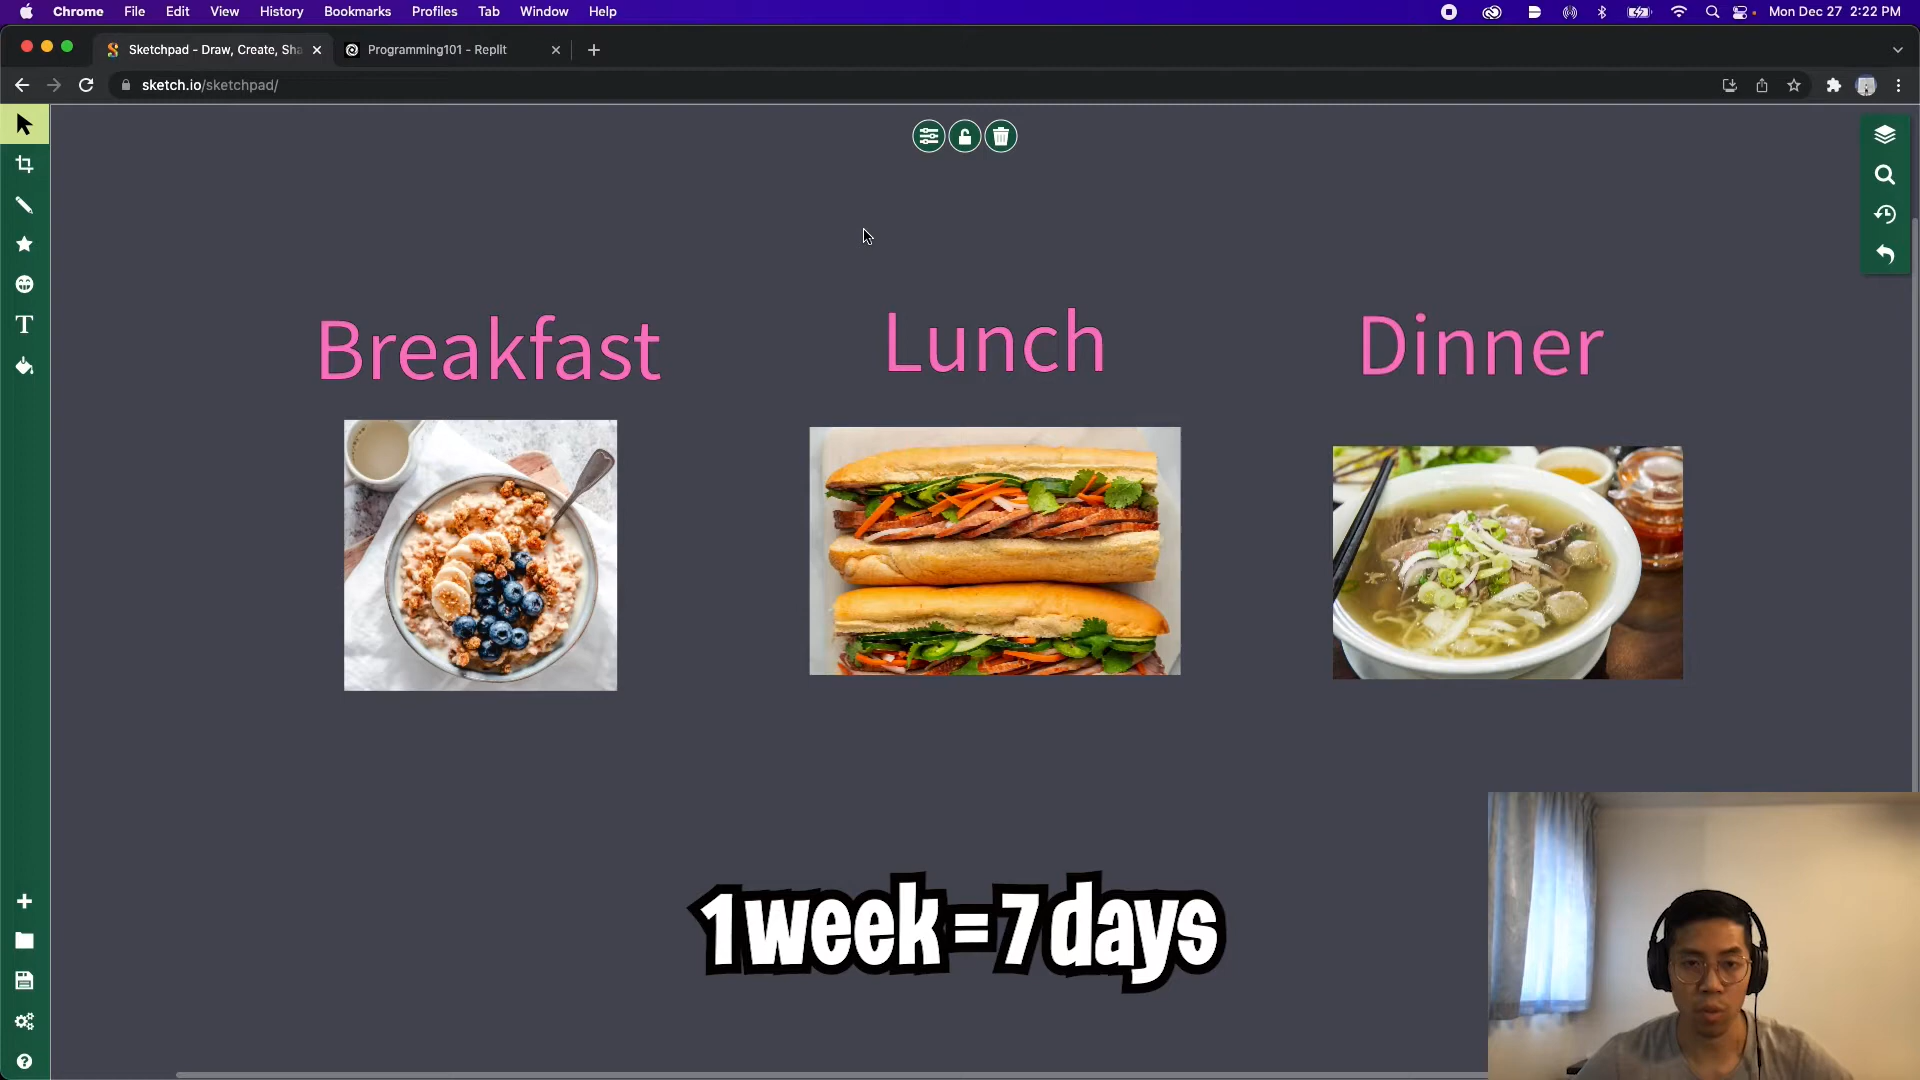 Chrome File Edit View History Bookmarks Profiles Tab Window Help Mon Dec 27 2:22 PM
Sketchpad - Draw, Create, Sha Programming101 - Replit
sketch.io/sketchpad/
Breakfast Lunch Dinner
1 week = 7 days